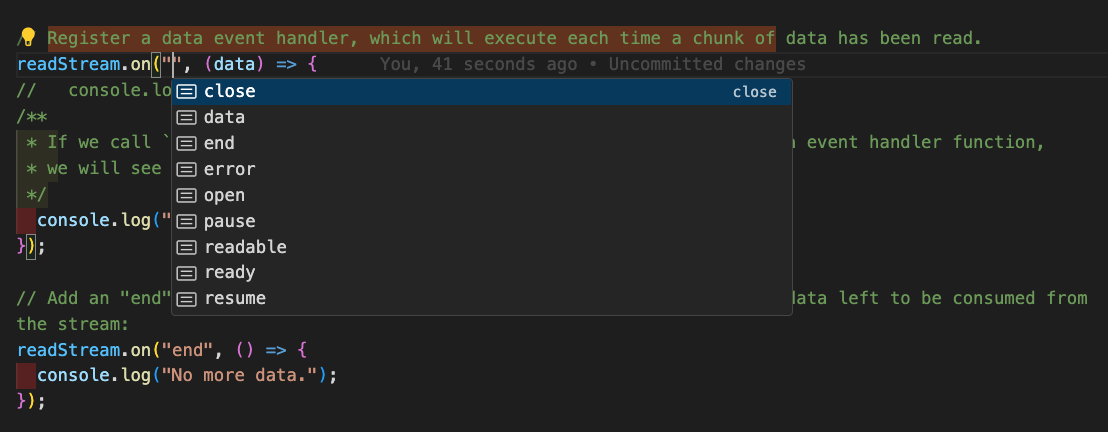 / Register a data event handler, which will execute each time a chunk of data has been read.
readStream.on("", (data) => { You, 41 seconds ago • Uncommitted changes
// console.lo
close close
/**
data
* If we call ` event handler function,
end
* we will see
error
*/
open
console.log("
pause
});
readable
ready
resume
// Add an "end" data left to be consumed from
the stream:
readStream.on("end", () => {
console.log("No more data.");
});